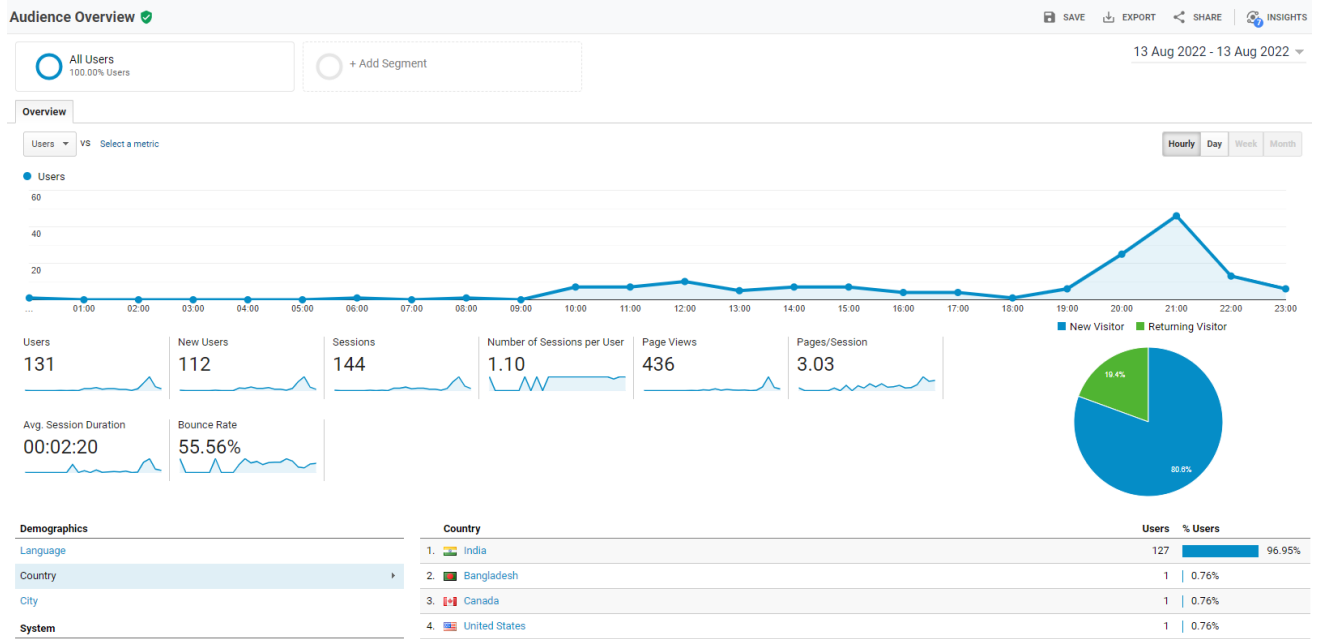 Audience Overview
SAVE EXPORT SHARE 7 INSIGHTS
All Users
100.00% Users
+ Add Segment
13 Aug 2022 - 13 Aug 2022
Overview
Users VS Select a metric
Hourly Day Week Month
Users
60
40
20
... 01:00 02:00 03:00 04:00 05:00 06:00 07:00 08:00 09:00 10:00 11:00 12:00 13:00 14:00 15:00 16:00 17:00 18:00 19:00 20:00 21:00 22:00 23:00
New Visitor Returning Visitor
Users New Users Sessions Number of Sessions per User Page Views Pages/Session
131 112 144 1.10 436 3.03
19.4%
80.6%
Avg. Session Duration Bounce Rate
00:02:20 55.56%
Demographics
Language
Country
City
System
Country Users % Users
1. India 127 96.95%
2. Bangladesh 1 0.76%
3. Canada 1 0.76%
4. United States 1 0.76%